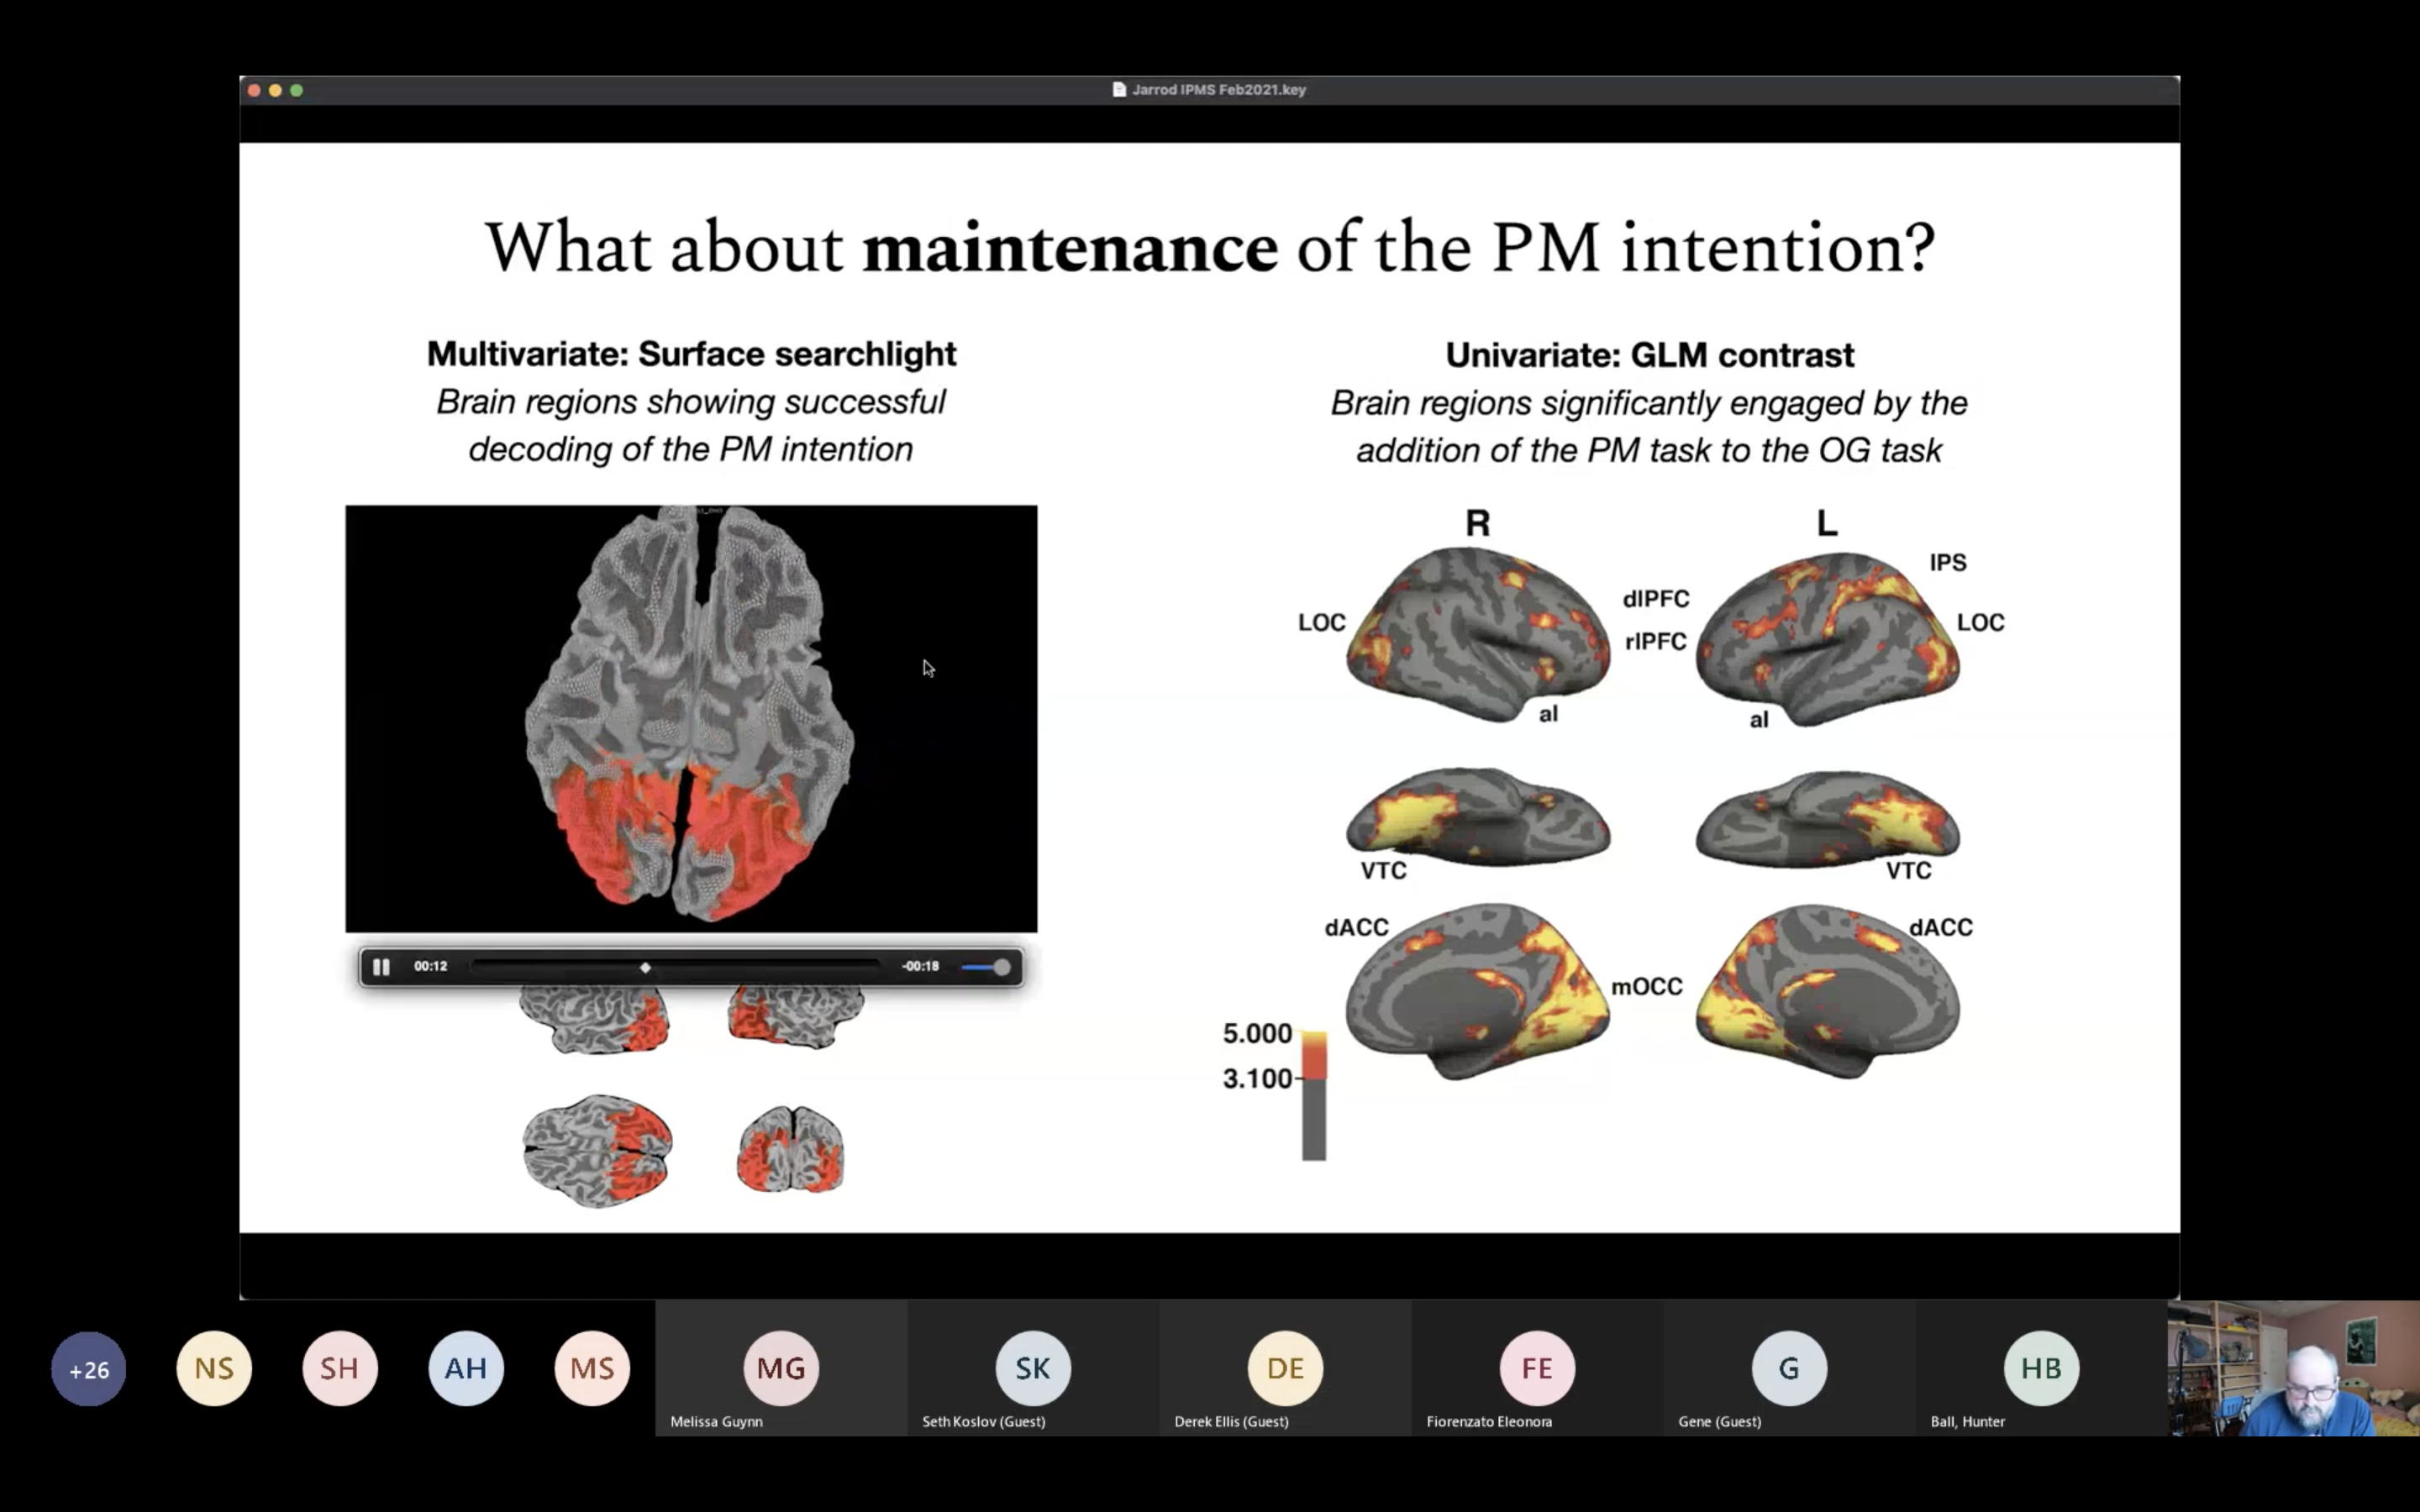 Jarrod IPMS Feb2021.key
What about maintenance of the PM intention?
Multivariate: Surface searchlight
Brain regions showing successful
decoding of the PM intention
Univariate: GLM contrast
Brain regions significantly engaged by the
addition of the PM task to the OG task
R
L
IPS
dlPFC
LOC
LOC
rlPFC
aI
aI
VTC
VTC
dACC
dACC
mOCC
5.000
3.100
00:12
-00:18
+26
NS
SH
AH
MS
MG
SK
DE
FE
G
HB
Melissa Guynn
Seth Koslov (Guest)
Derek Ellis (Guest)
Fiorenzato Eleonora
Gene (Guest)
Ball, Hunter